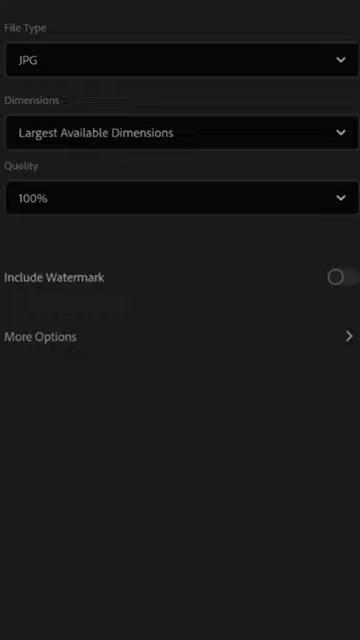 File Type
JPG
Dimensions
Largest Available Dimensions
Quality
100%
Include Watermark
More Options